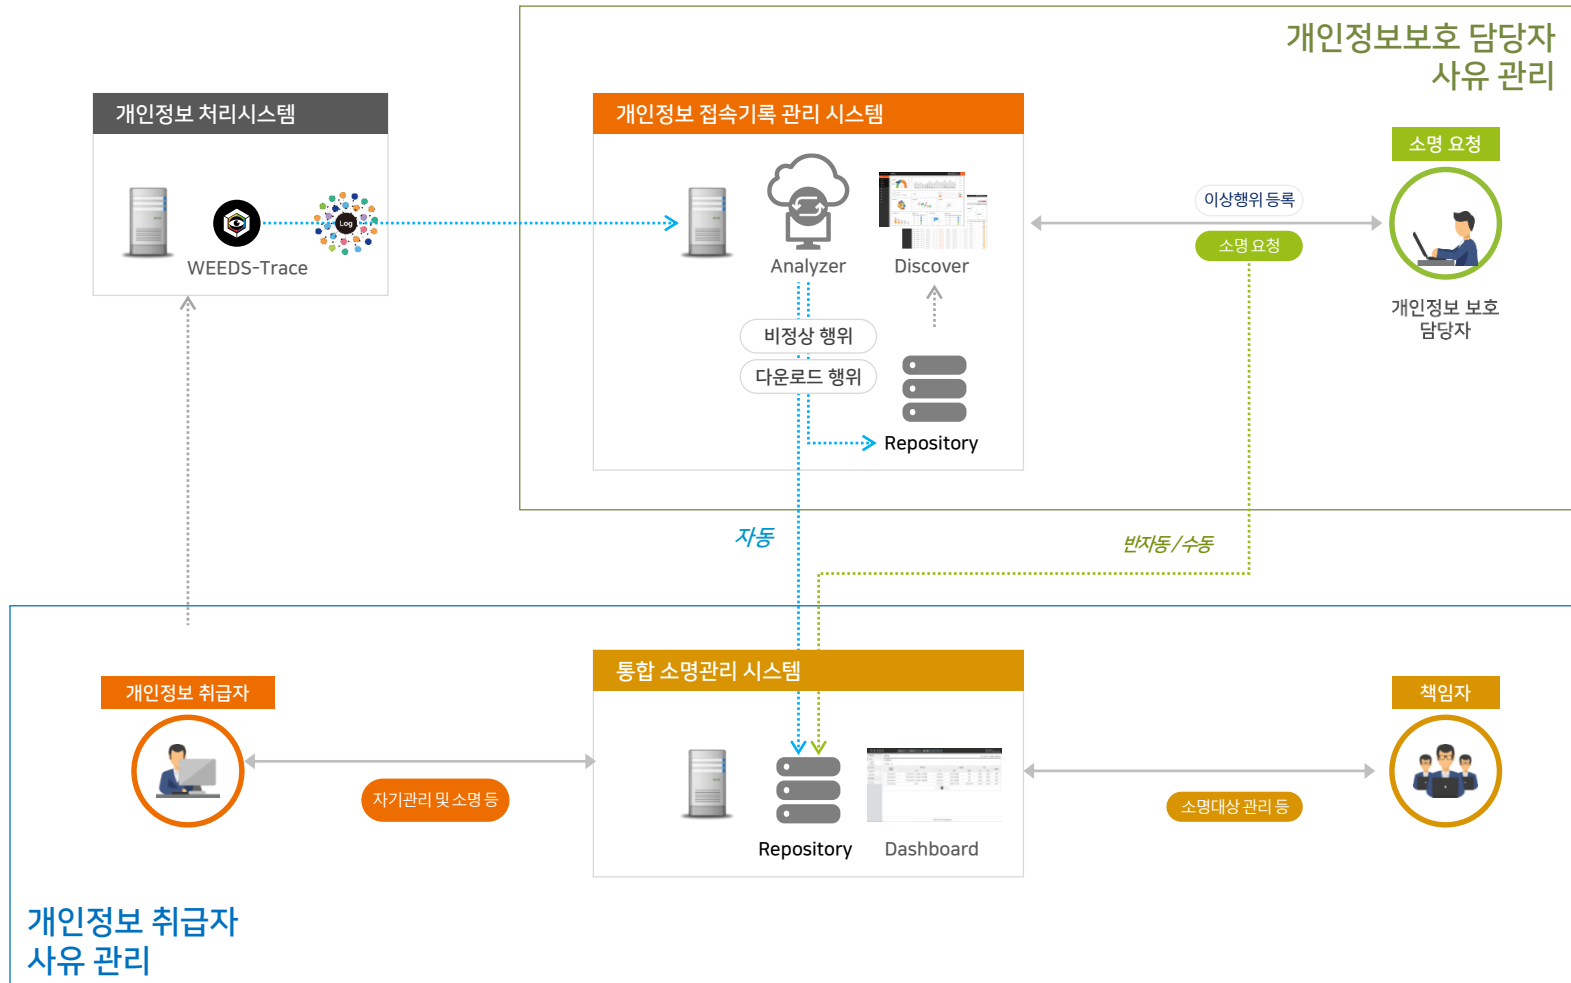 개인정보보호 담당자
사유 관리
개인정보 처리시스템
WEEDS-Trace
Log
개인정보 접속기록 관리 시스템
Analyzer
Discover
비정상 행위
다운로드 행위
Repository
이상행위 등록
소명 요청
소명 요청
개인정보 보호
담당자
자동
반자동 / 수동
개인정보 취급자
자기관리 및 소명 등
통합 소명관리 시스템
Repository
Dashboard
소명대상 관리 등
책임자
개인정보 취급자
사유 관리